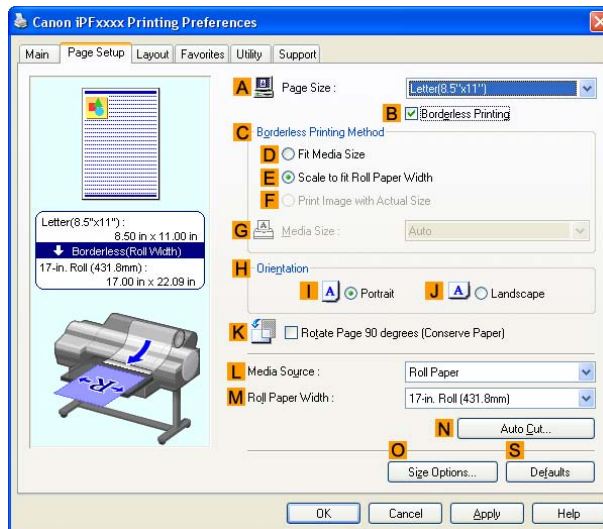 Canon iPFxxxx Printing Preferences
Main Page Setup Layout Favorites Utility Support
A Page Size : Letter(8.5"x11")
B Borderless Printing
C Borderless Printing Method
D Fit Media Size
E Scale to fit Roll Paper Width
F Print Image with Actual Size
G Media Size : Auto
Letter(8.5"x11") :
8.50 in x 11.00 in
Borderless(Roll Width)
17-in. Roll (431.8mm) :
17.00 in x 22.09 in
H Orientation
I A Portrait J A Landscape
K Rotate Page 90 degrees (Conserve Paper)
L Media Source : Roll Paper
M Roll Paper Width : 17-in. Roll (431.8mm)
N Auto Cut...
O S
Size Options... Defaults
R
OK Cancel Apply Help